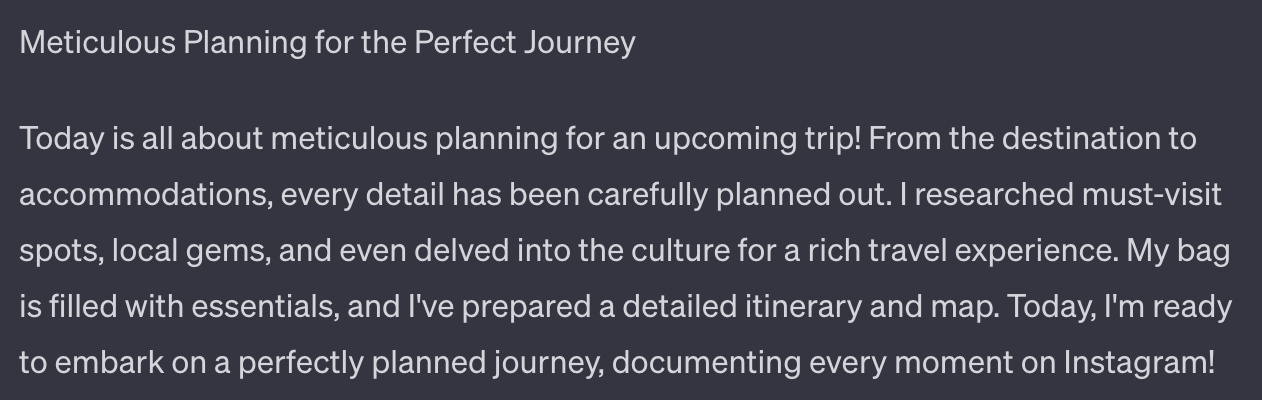 Meticulous Planning for the Perfect Journey
Today is all about meticulous planning for an upcoming trip! From the destination to
accommodations, every detail has been carefully planned out. I researched must-visit
spots, local gems, and even delved into the culture for a rich travel experience. My bag
is filled with essentials, and I've prepared a detailed itinerary and map. Today, I'm ready
to embark on a perfectly planned journey, documenting every moment on Instagram!